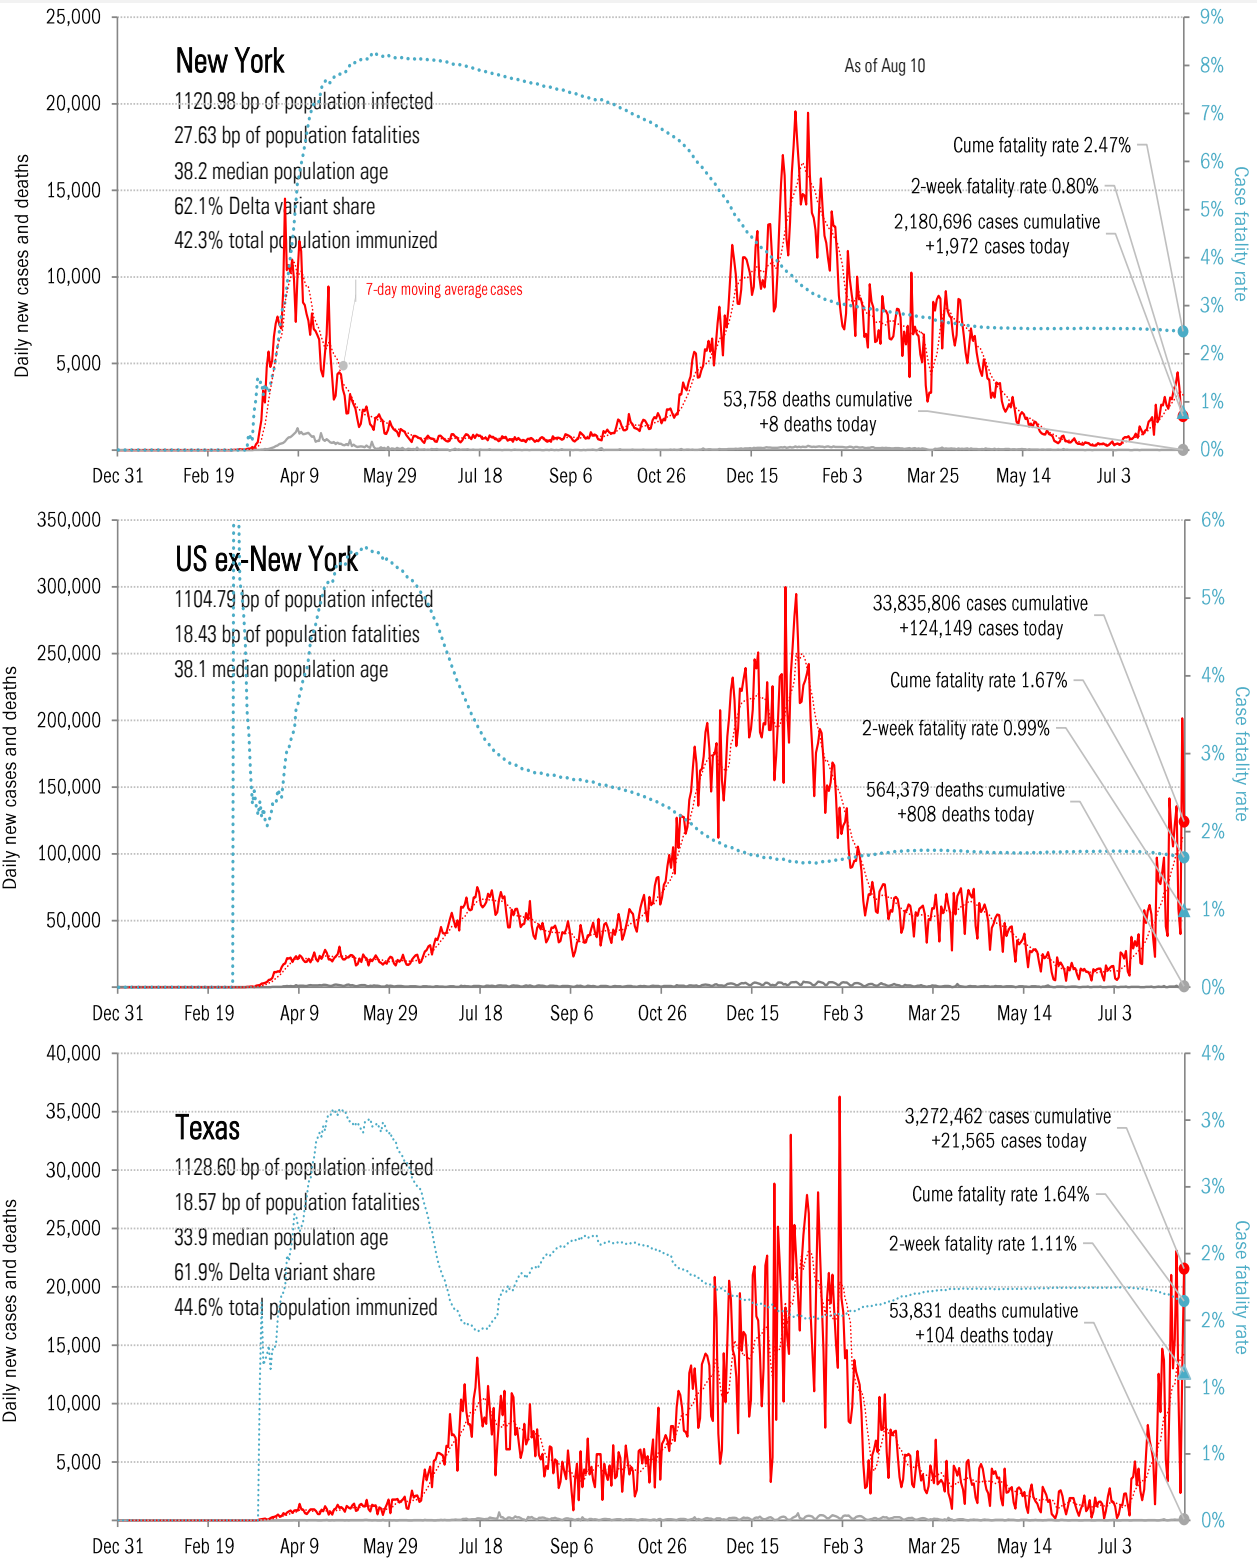 25,000
20,000
15,000
10,000
5,000
Daily new cases and deaths
New York
1120.98 bp of population infected
27.63 bp of population fatalities
38.2 median population age
62.1% Delta variant share
42.3% total population immunized
7-day moving average cases
As of Aug 10
Cume fatality rate 2.47%
2-week fatality rate 0.80%
2,180,696 cases cumulative
+1,972 cases today
53,758 deaths cumulative
+8 deaths today
9%
8%
7%
6%
5%
4%
3%
2%
1%
0%
Case fatality rate
Dec 31 Feb 19 Apr 9 May 29 Jul 18 Sep 6 Oct 26 Dec 15 Feb 3 Mar 25 May 14 Jul 3
350,000
300,000
250,000
200,000
150,000
100,000
50,000
Daily new cases and deaths
US ex-New York
1104.79 bp of population infected
18.43 bp of population fatalities
38.1 median population age
33,835,806 cases cumulative
+124,149 cases today
Cume fatality rate 1.67%
2-week fatality rate 0.99%
564,379 deaths cumulative
+808 deaths today
6%
5%
4%
3%
2%
1%
0%
Case fatality rate
Dec 31 Feb 19 Apr 9 May 29 Jul 18 Sep 6 Oct 26 Dec 15 Feb 3 Mar 25 May 14 Jul 3
40,000
35,000
30,000
25,000
20,000
15,000
10,000
5,000
Daily new cases and deaths
Texas
1128.60 bp of population infected
18.57 bp of population fatalities
33.9 median population age
61.9% Delta variant share
44.6% total population immunized
3,272,462 cases cumulative
+21,565 cases today
Cume fatality rate 1.64%
2-week fatality rate 1.11%
53,831 deaths cumulative
+104 deaths today
4%
3%
3%
2%
2%
1%
1%
0%
Case fatality rate
Dec 31 Feb 19 Apr 9 May 29 Jul 18 Sep 6 Oct 26 Dec 15 Feb 3 Mar 25 May 14 Jul 3